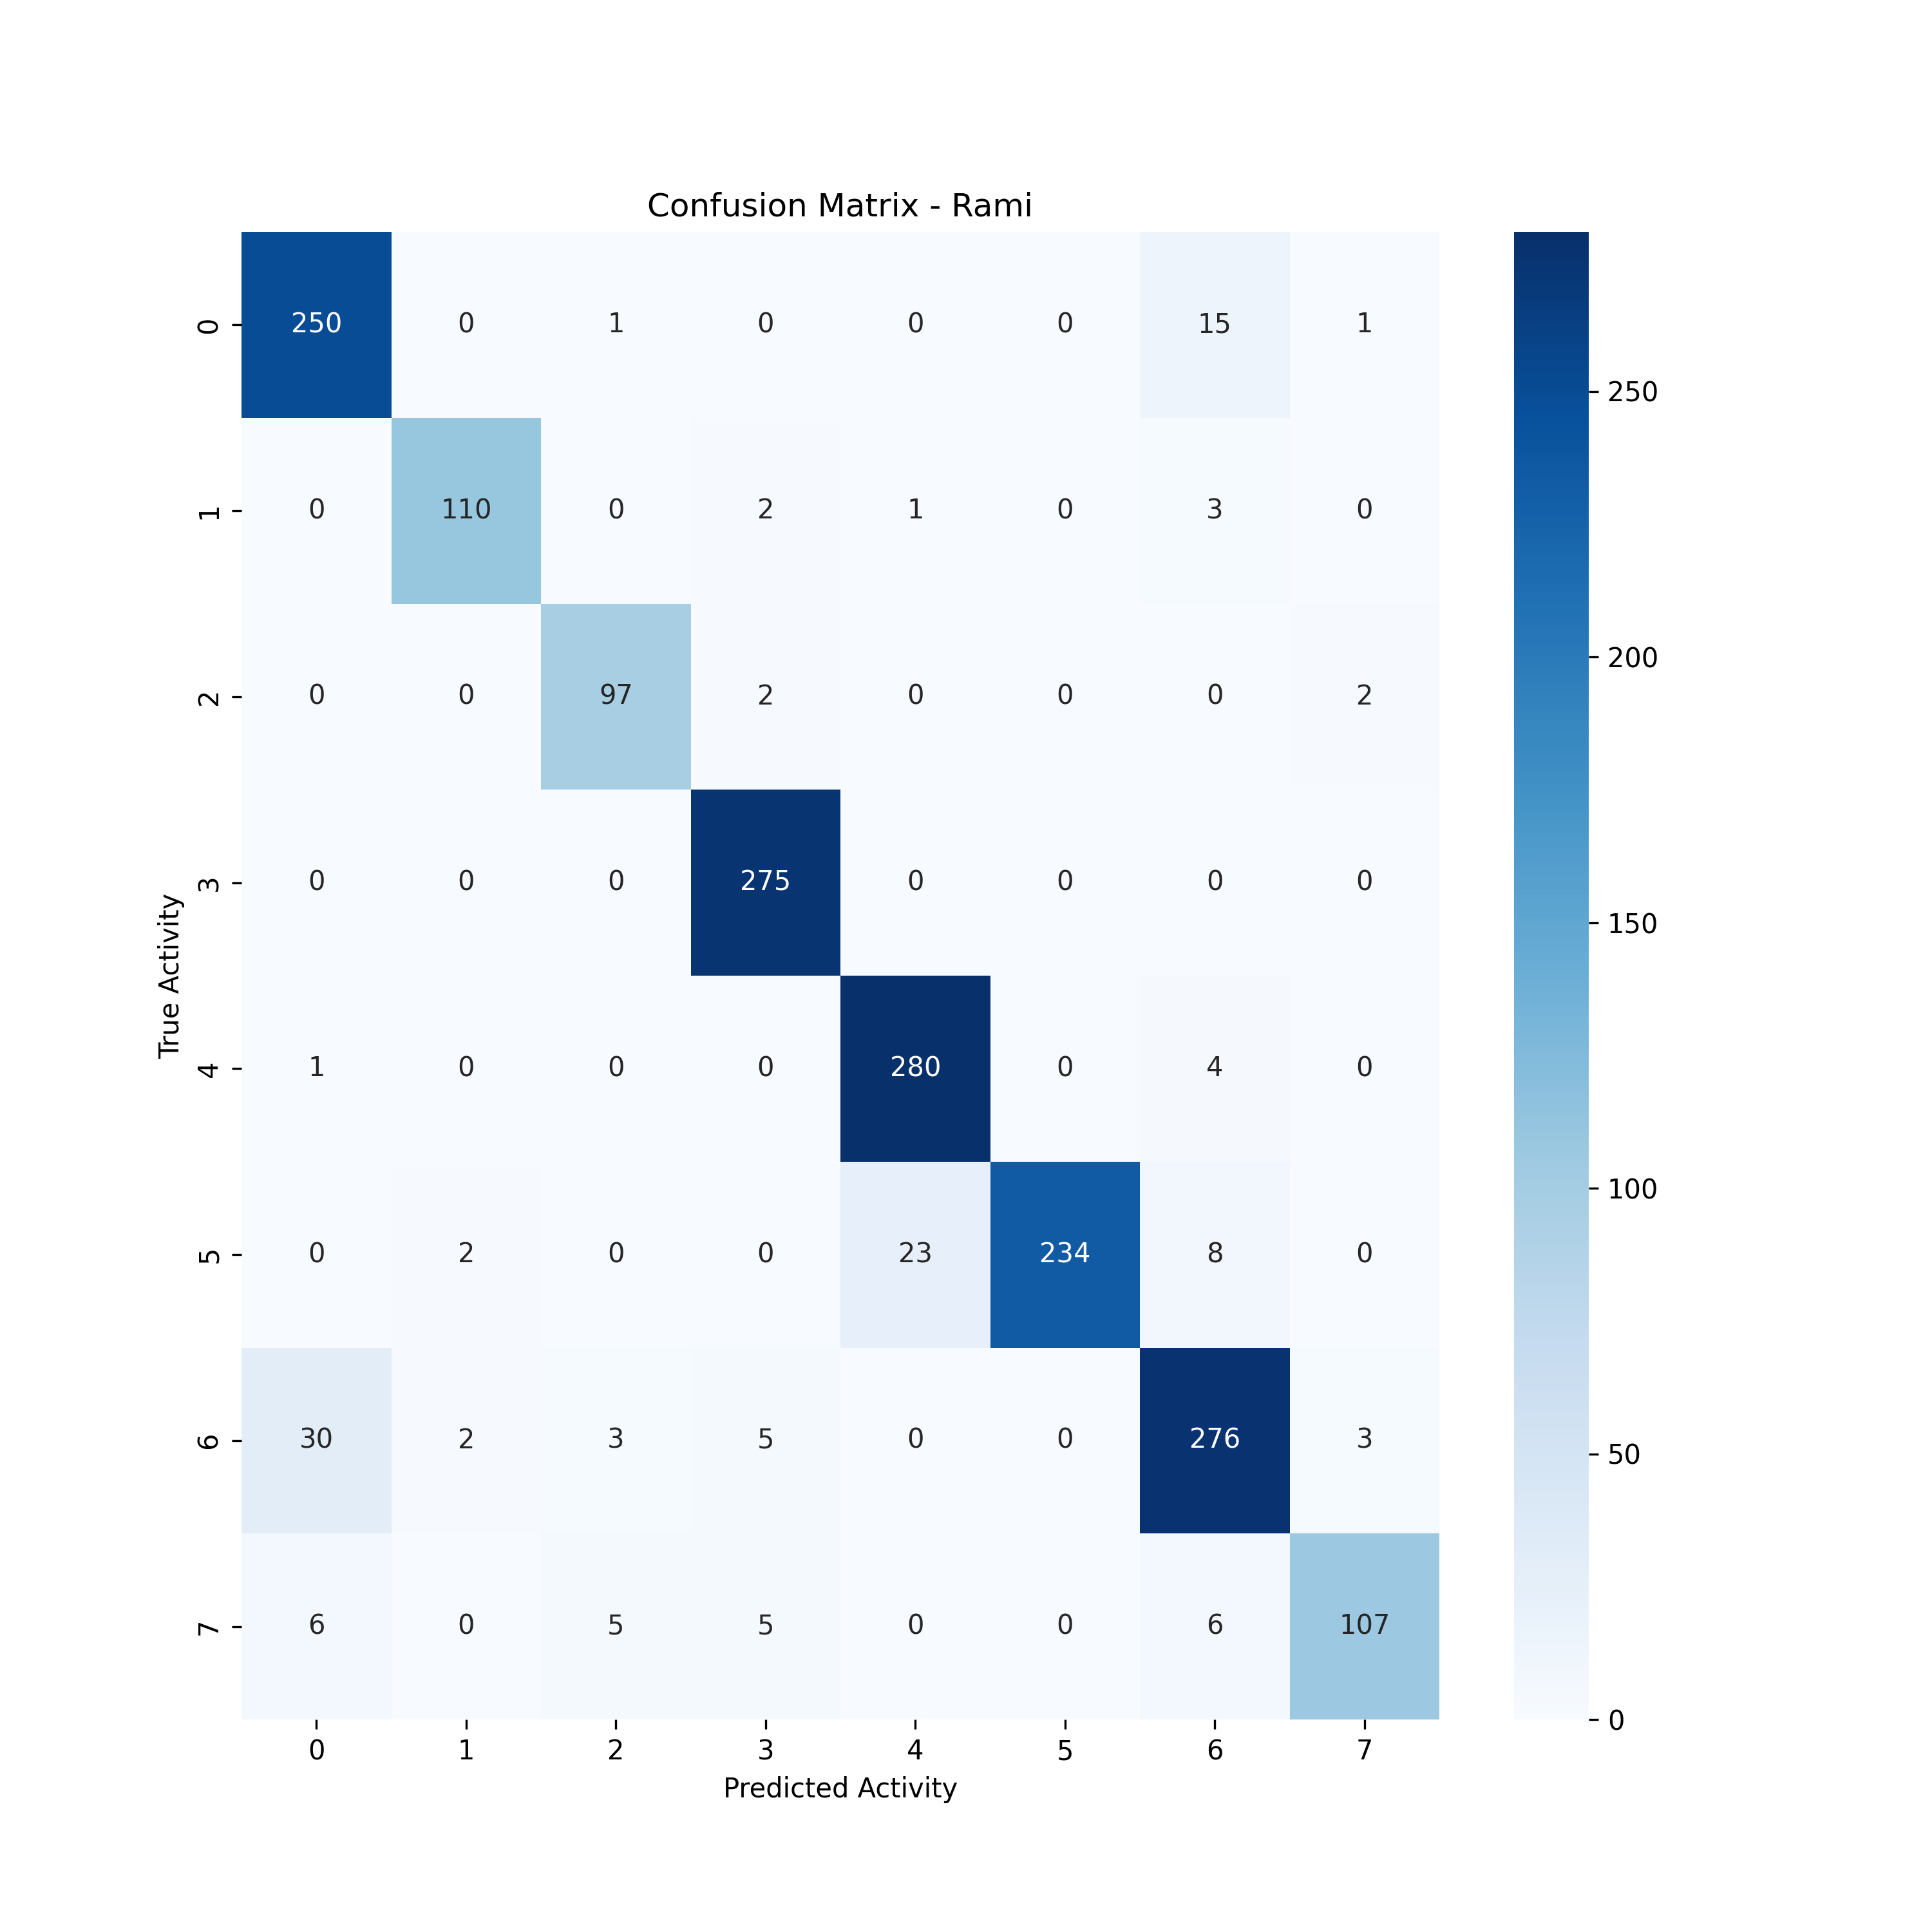 Confusion Matrix - Rami
0 250 0 1 0 0 0 15 1
1 0 110 0 2 1 0 3 0
2 0 0 97 2 0 0 0 2
3 0 0 0 275 0 0 0 0
4 1 0 0 0 280 0 4 0
5 0 2 0 0 23 234 8 0
6 30 2 3 5 0 0 276 3
7 6 0 5 5 0 0 6 107
0 1 2 3 4 5 6 7
Predicted Activity
True Activity
250
200
150
100
50
0